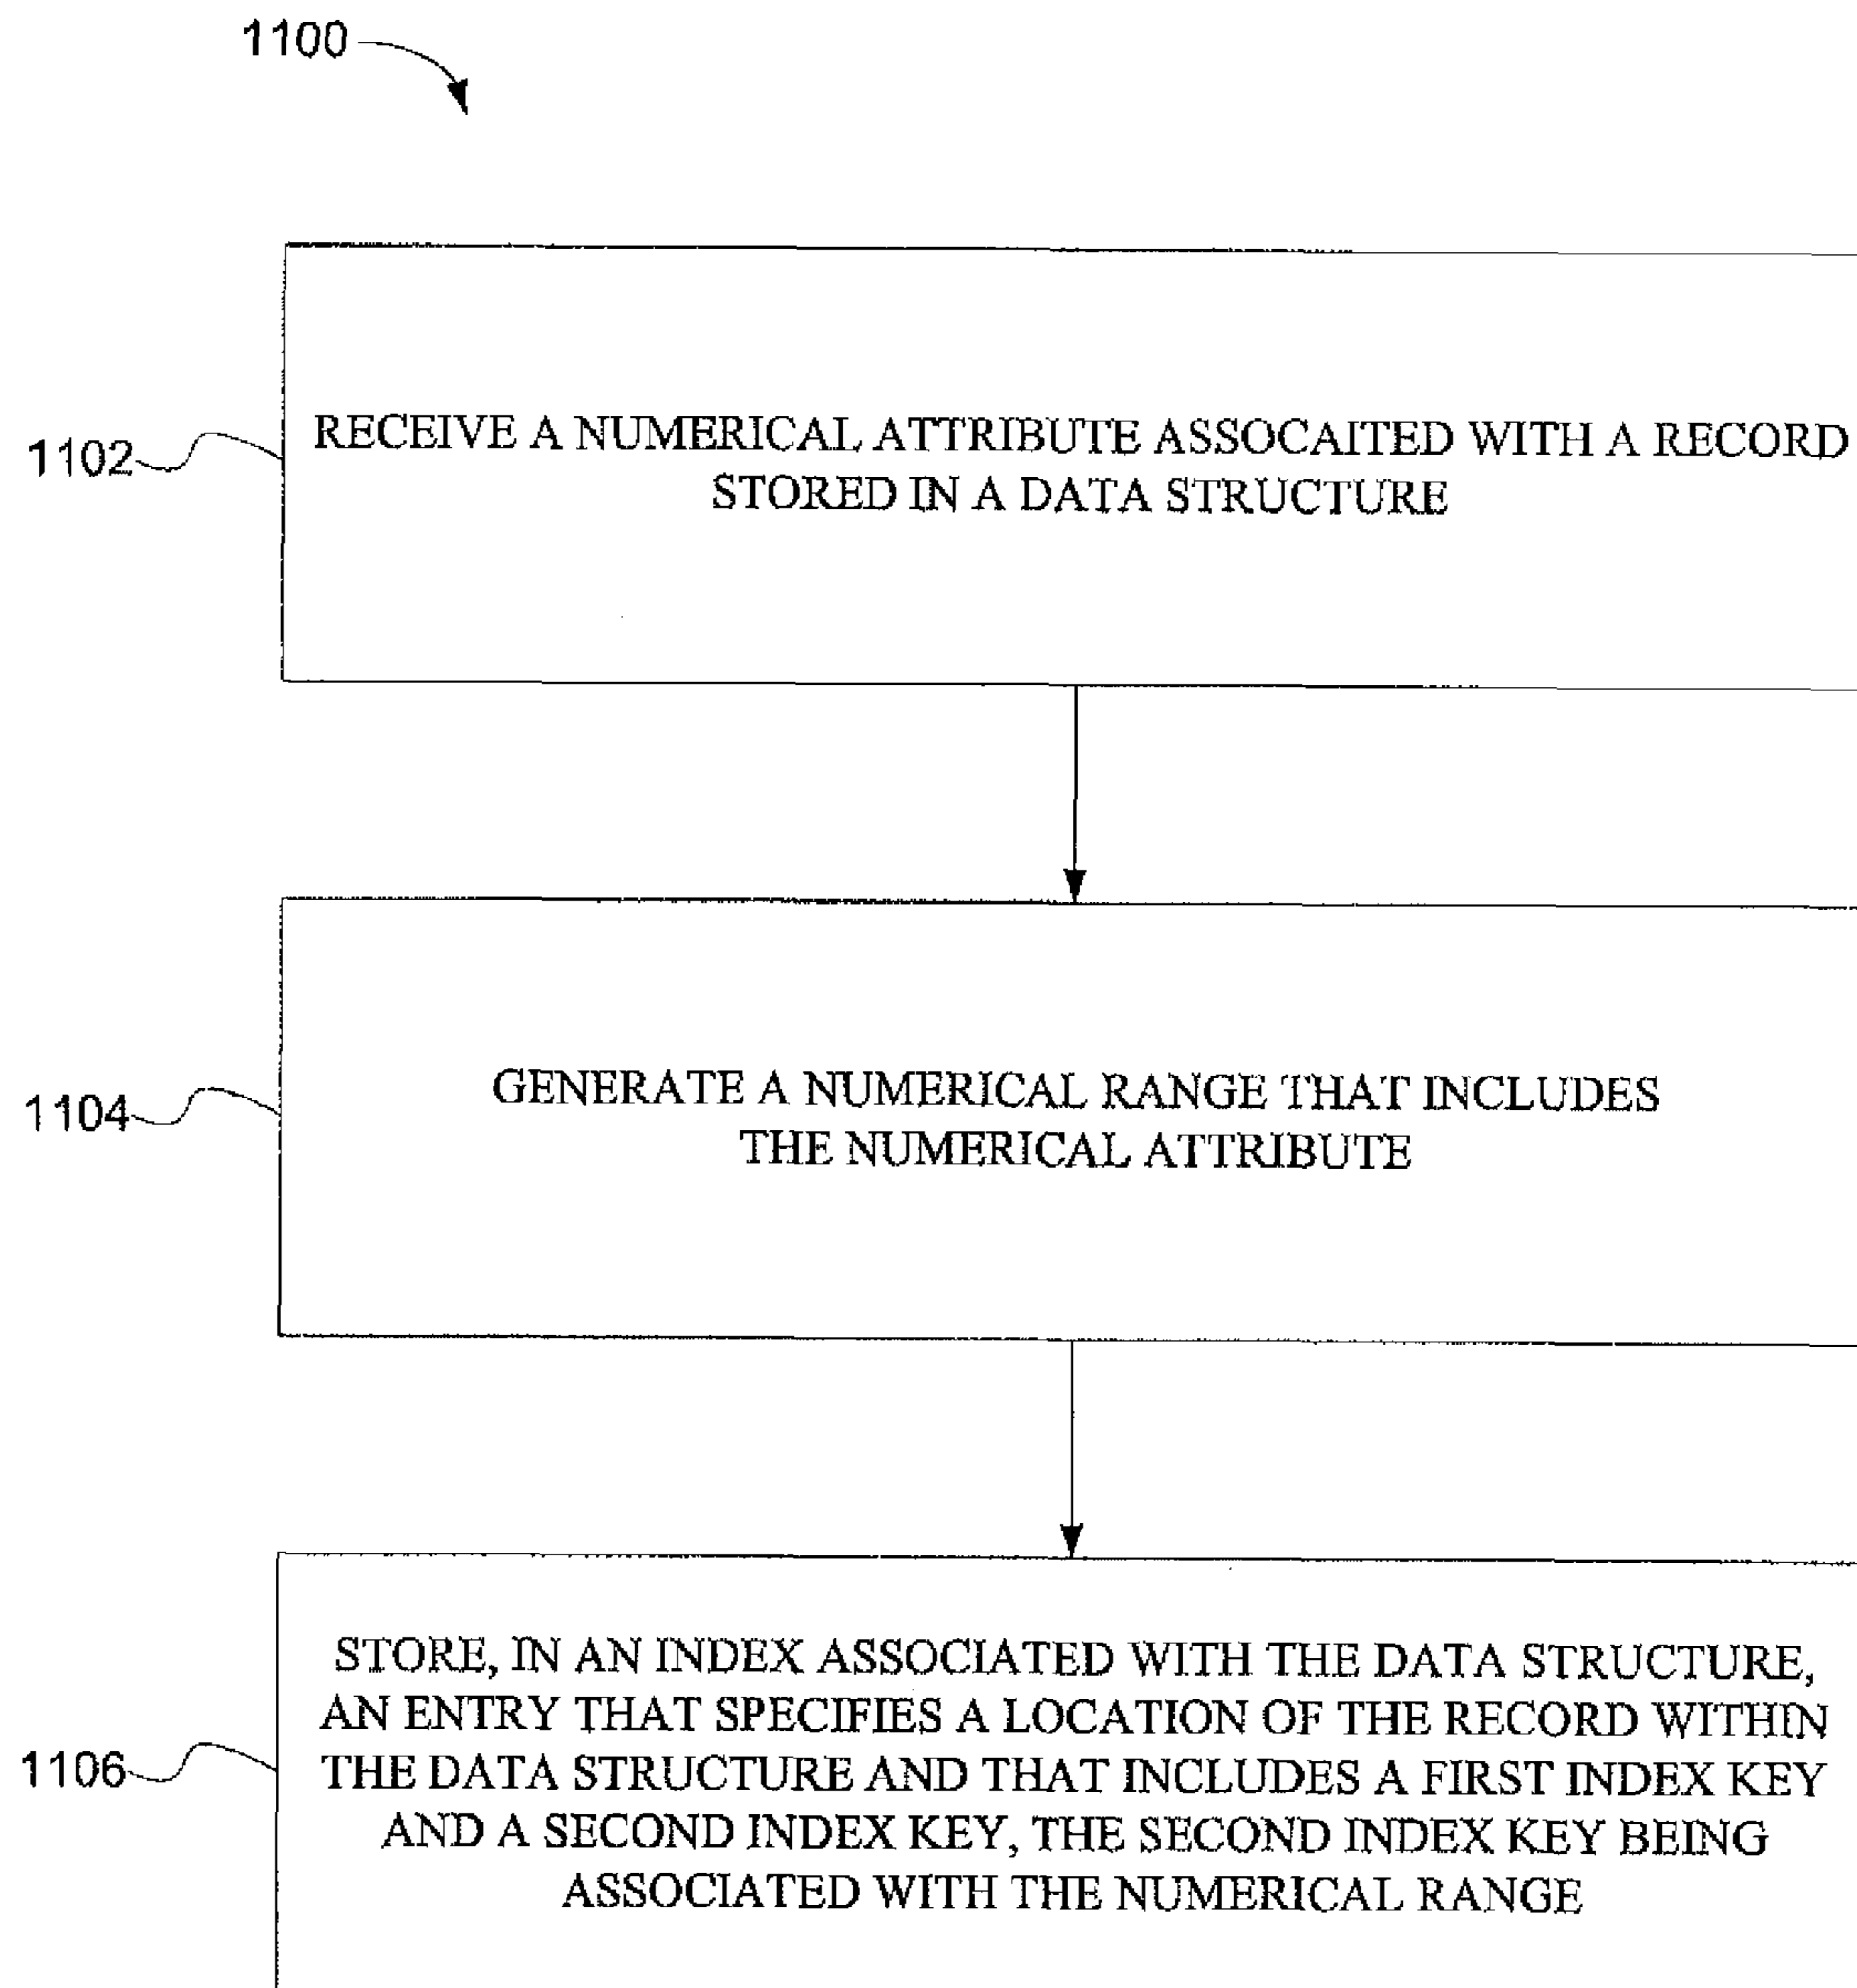 1100
1102
RECEIVE A NUMERICAL ATTRIBUTE ASSOCAITED WITH A RECORD
STORED IN A DATA STRUCTURE
1104
GENERATE A NUMERICAL RANGE THAT INCLUDES
THE NUMERICAL ATTRIBUTE
1106
STORE, IN AN INDEX ASSOCIATED WITH THE DATA STRUCTURE,
AN ENTRY THAT SPECIFIES A LOCATION OF THE RECORD WITHIN
THE DATA STRUCTURE AND THAT INCLUDES A FIRST INDEX KEY
AND A SECOND INDEX KEY, THE SECOND INDEX KEY BEING
ASSOCIATED WITH THE NUMERICAL RANGE